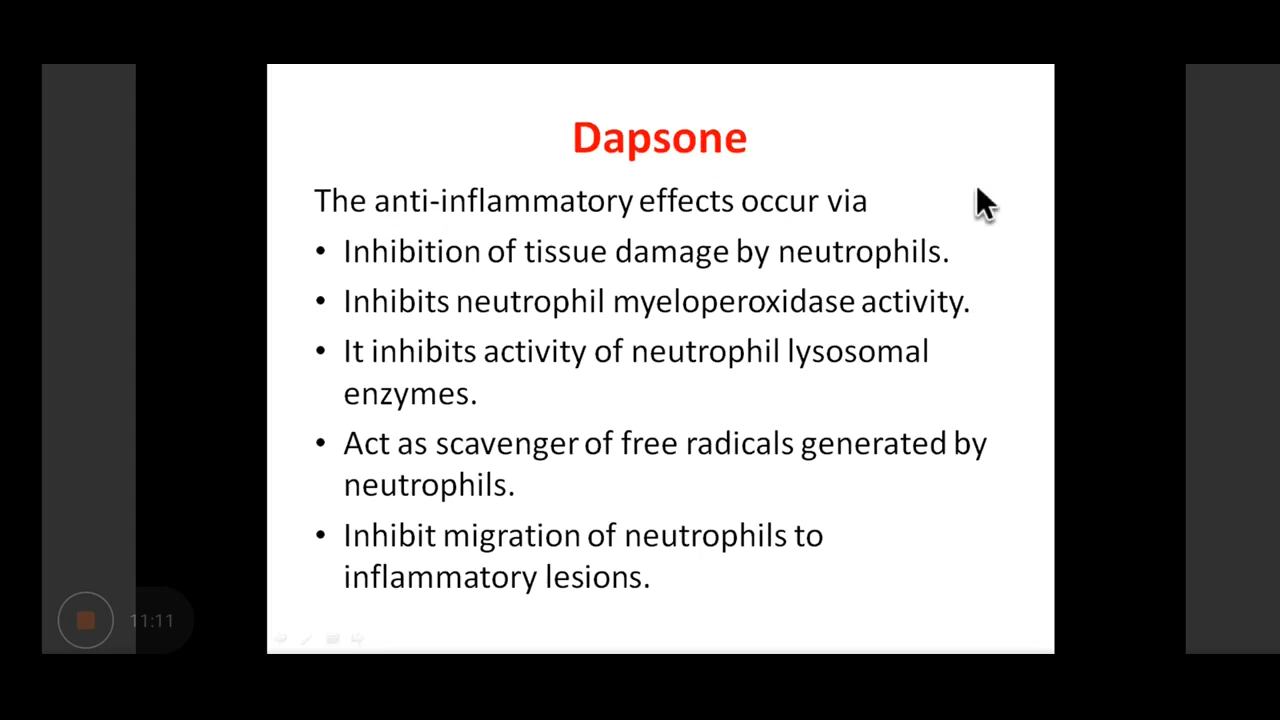 Dapsone
The anti-inflammatory effects occur via
• Inhibition of tissue damage by neutrophils.
• Inhibits neutrophil myeloperoxidase activity.
• It inhibits activity of neutrophil lysosomal
enzymes.
• Act as scavenger of free radicals generated by
neutrophils.
• Inhibit migration of neutrophils to
inflammatory lesions.
11:11